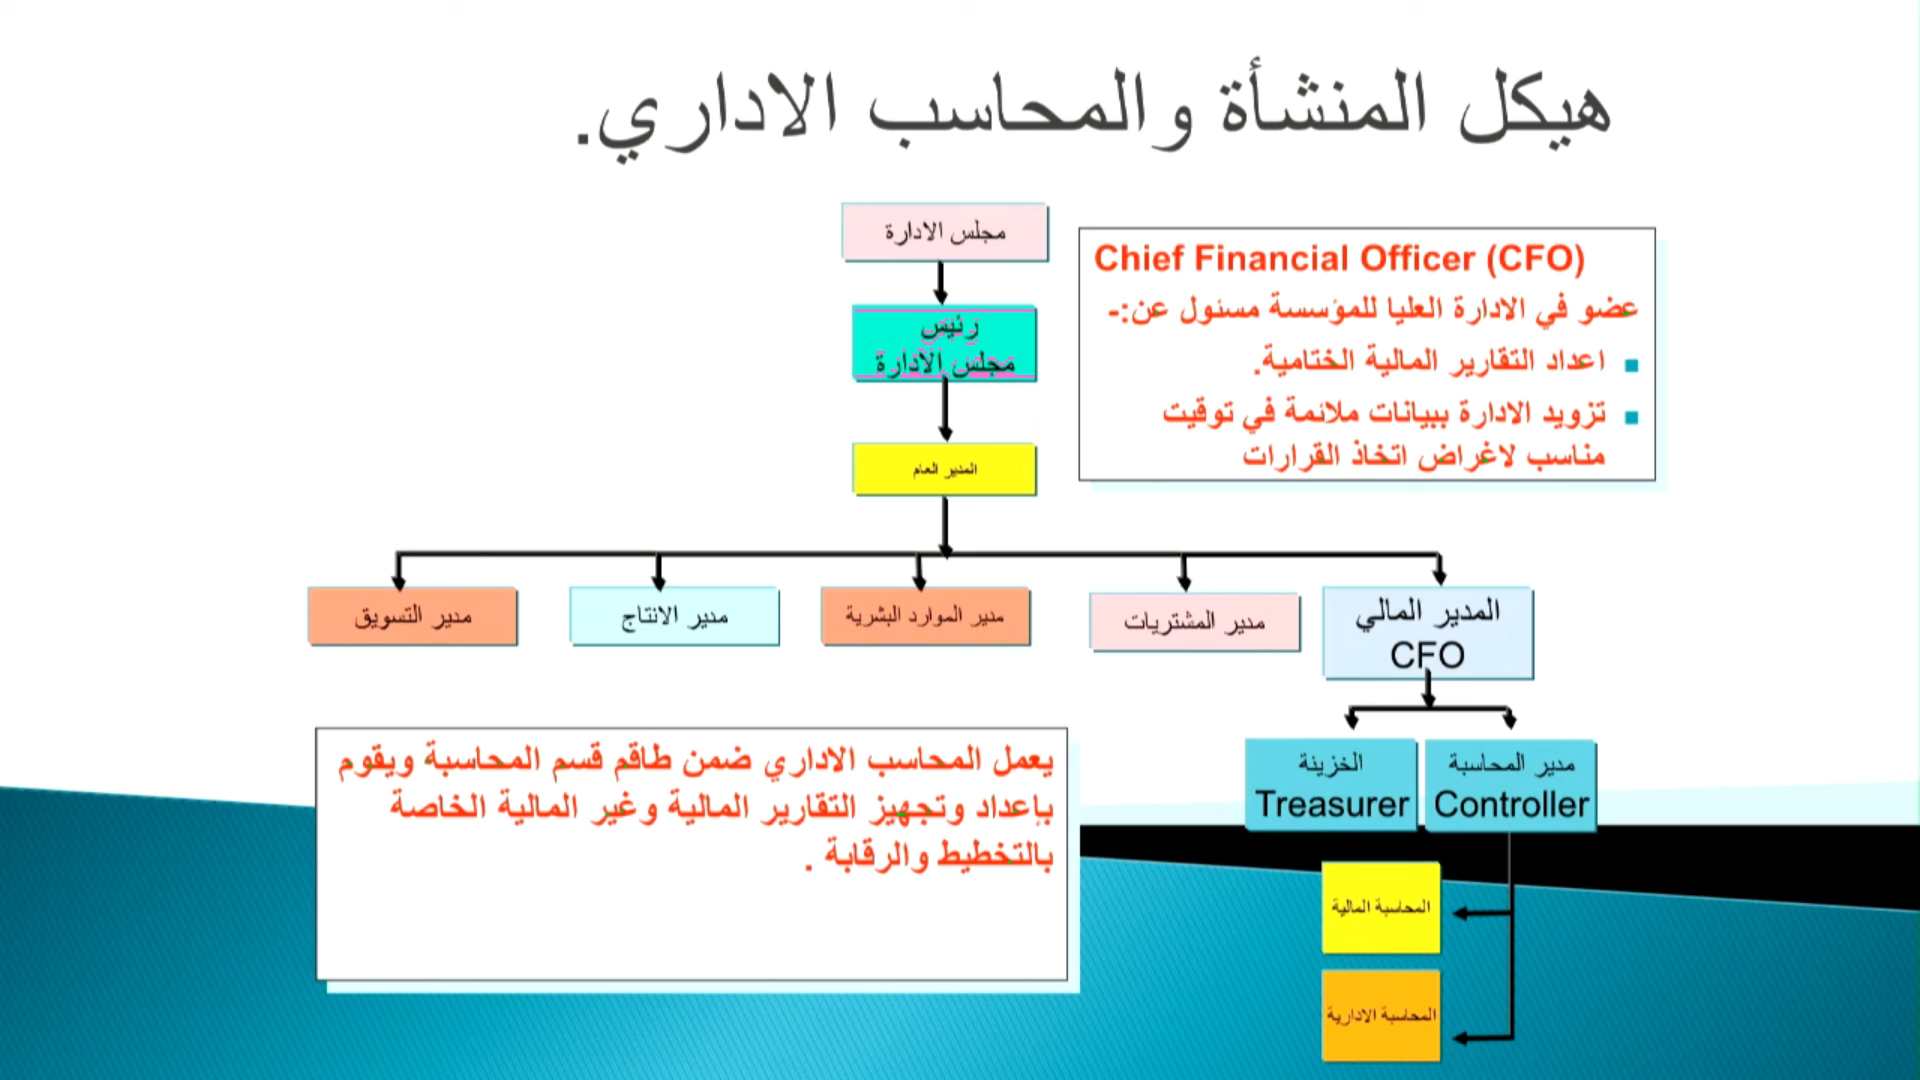 هيكل المنشأة والمحاسب الاداري.
مجلس الادارة
Chief Financial Officer (CFO)
عضو في الادارة العليا للمؤسسة مسئول عن:-
اعداد التقارير المالية الختامية.
تزويد الادارة ببيانات ملائمة في توقيت
مناسب لاغراض اتخاذ القرارات
رئيس
مجلس الادارة
المدير العام
المدير المالي
CFO
مدير المشتريات
مدير الموارد البشرية
مدير الانتاج
مدير التسويق
مدير المحاسبة
Controller
الخزينة
Treasurer
يعمل المحاسب الاداري ضمن طاقم قسم المحاسبة ويقوم
بإعداد وتجهيز التقارير المالية وغير المالية الخاصة
بالتخطيط والرقابة .
المحاسبة المالية
المحاسبة الادارية